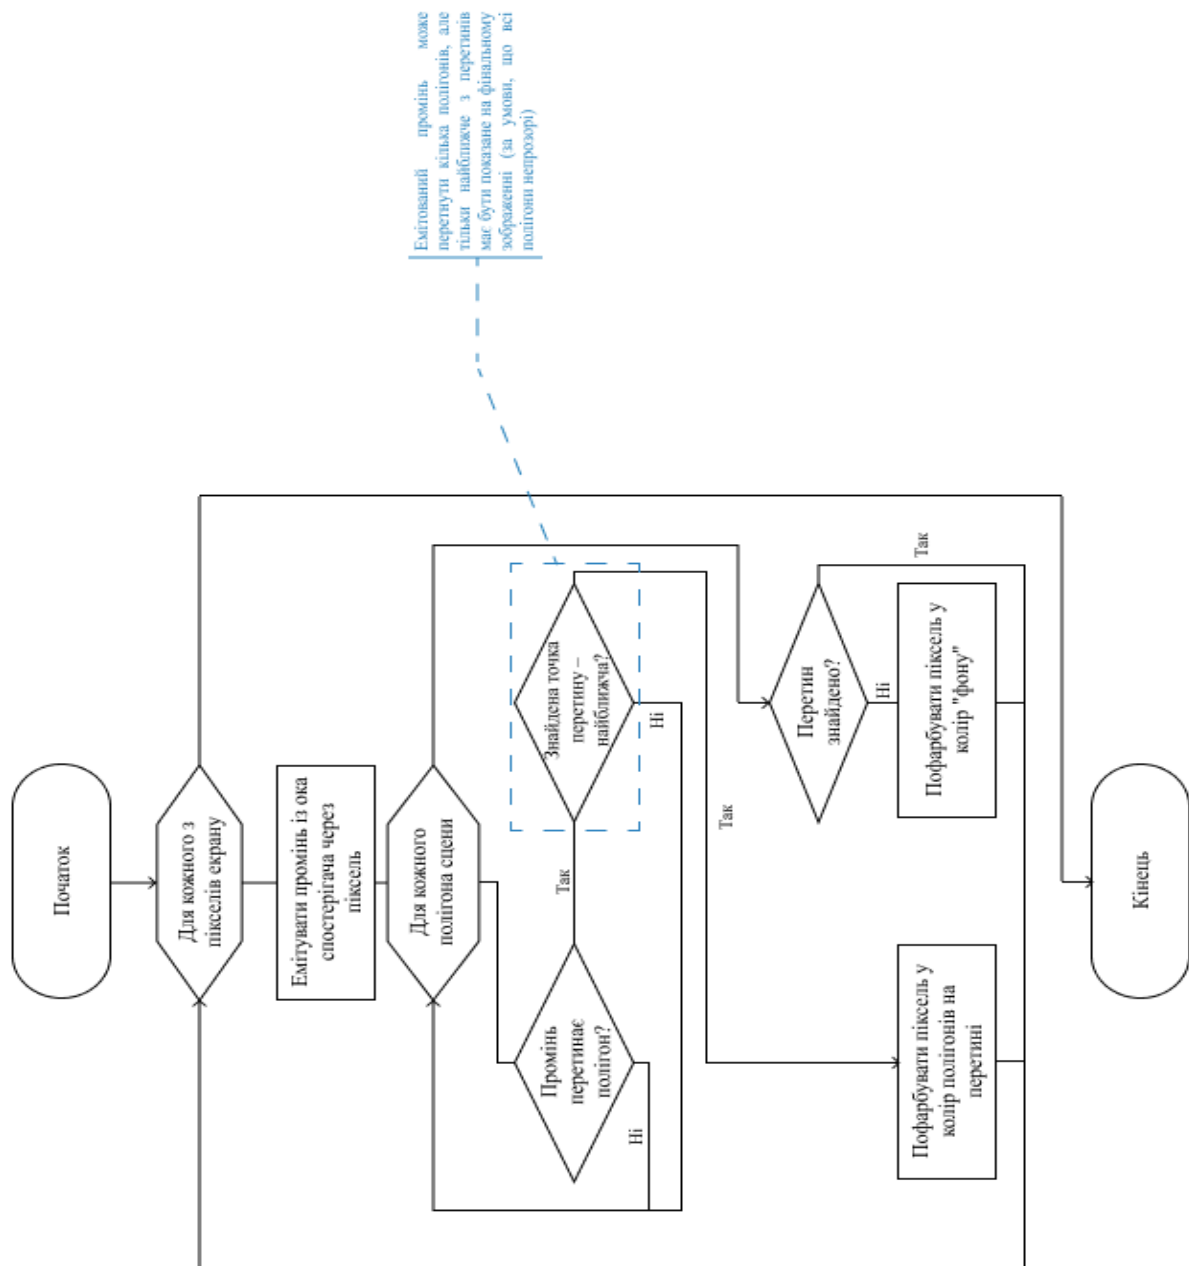 Початок
Для кожного з
пікселів екрану
Емітувати промінь із ока
спостерігача через
піксель
Для кожного
полігона сцени
Промінь
перетинає
полігон?
Ні
Так
Знайдена точка
перетину –
найближча?
Ні
Так
Емітований промінь може
перетнути кілька полігонів, але
тільки найближче з перетинів
має бути показане на фінальному
зображенні (за умови, що всі
полігони непрозорі)
Перетин
знайдено?
Так
Ні
Пофарбувати піксель у
колір "фону"
Пофарбувати піксель у
колір полігонів на
перетині
Кінець